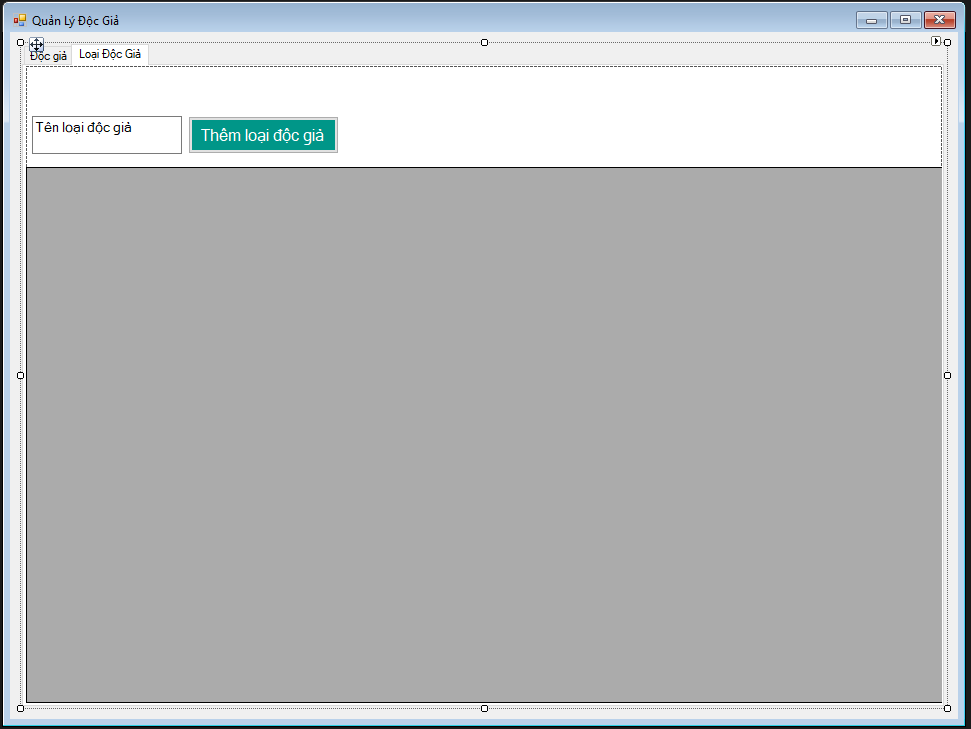 Quản Lý Độc Giả
Độc giả
Loại Độc Giả
Tên loại độc giả
Thêm loại độc giả